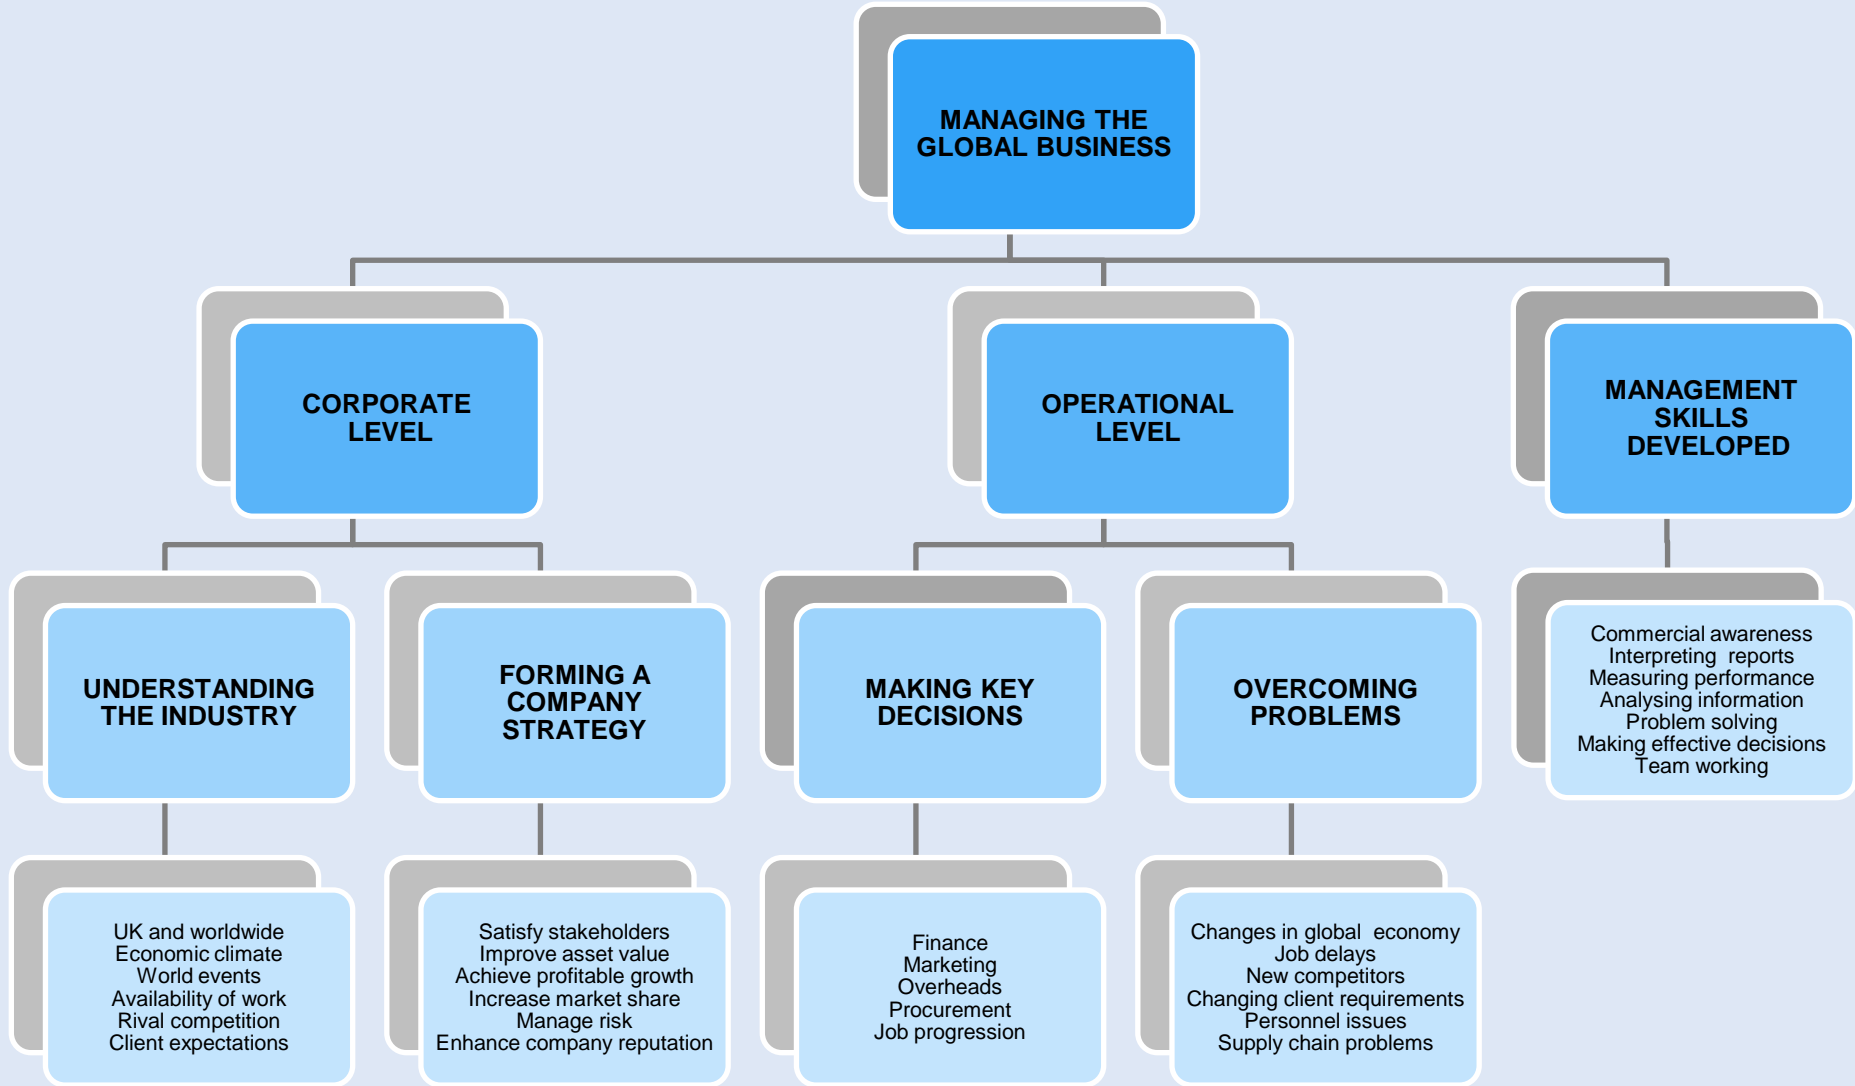 MANAGING THE
GLOBAL BUSINESS
CORPORATE
LEVEL
OPERATIONAL
LEVEL
MANAGEMENT
SKILLS
DEVELOPED
UNDERSTANDING
THE INDUSTRY
FORMING A
COMPANY
STRATEGY
MAKING KEY
DECISIONS
OVERCOMING
PROBLEMS
Commercial awareness
Interpreting reports
Measuring performance
Analysing information
Problem solving
Making effective decisions
Team working
UK and worldwide
Economic climate
World events
Availability of work
Rival competition
Client expectations
Satisfy stakeholders
Improve asset value
Achieve profitable growth
Increase market share
Manage risk
Enhance company reputation
Finance
Marketing
Overheads
Procurement
Job progression
Changes in global economy
Job delays
New competitors
Changing client requirements
Personnel issues
Supply chain problems